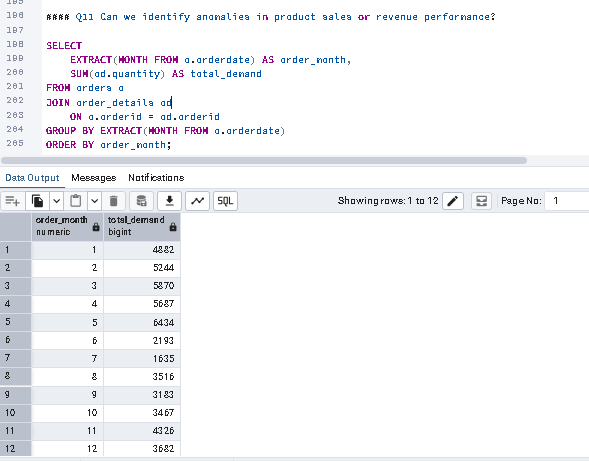 195
196 #### Q11 Can we identify anomalies in product sales or revenue performance?
197
198 SELECT
199 EXTRACT(MONTH FROM o.orderdate) AS order_month,
200 SUM(od.quantity) AS total_demand
201 FROM orders o
202 JOIN order_details od
203 ON o.orderid = od.orderid
204 GROUP BY EXTRACT(MONTH FROM o.orderdate)
205 ORDER BY order_month;
Data Output Messages Notifications
SQL Showing rows: 1 to 12 Page No: 1
order_month total_demand
numeric bigint
1 1 4882
2 2 5244
3 3 5870
4 4 5687
5 5 6434
6 6 2193
7 7 1635
8 8 3516
9 9 3183
10 10 3467
11 11 4326
12 12 3682